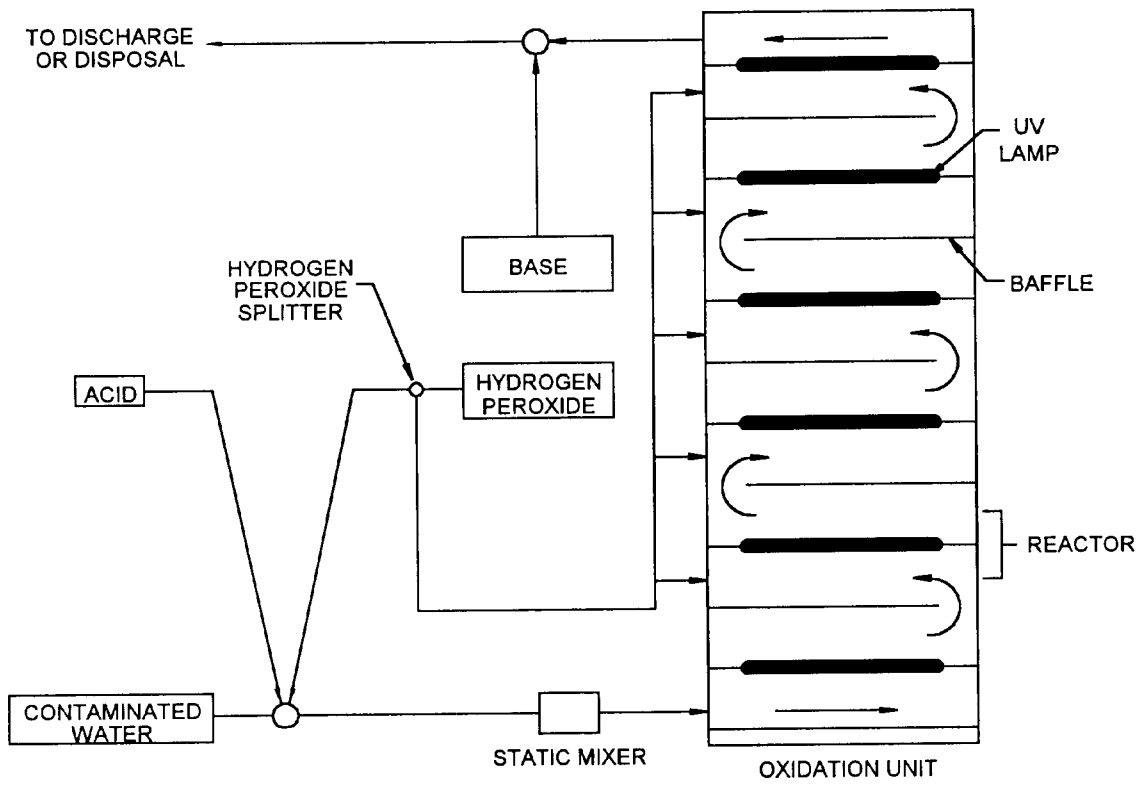 TO DISCHARGE
OR DISPOSAL
UV
LAMP
BASE
BAFFLE
HYDROGEN
PEROXIDE
SPLITTER
ACID
HYDROGEN
PEROXIDE
REACTOR
CONTAMINATED
WATER
STATIC MIXER
OXIDATION UNIT